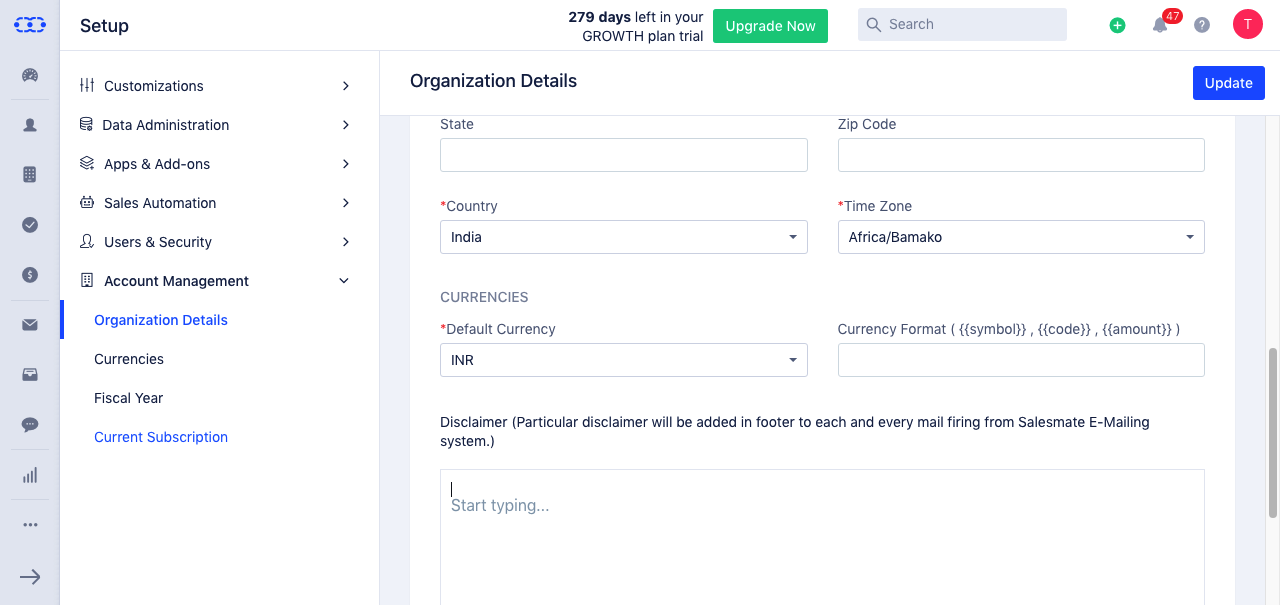 Setup
279 days left in your
GROWTH plan trial
Upgrade Now
Search
47
T
Customizations
Data Administration
Apps & Add-ons
Sales Automation
Users & Security
Account Management
Organization Details
Currencies
Fiscal Year
Current Subscription
Organization Details
Update
State
Zip Code
*Country
*Time Zone
India
Africa/Bamako
CURRENCIES
*Default Currency
Currency Format ( {{symbol}} , {{code}} , {{amount}} )
INR
Disclaimer (Particular disclaimer will be added in footer to each and every mail firing from Salesmate E-Mailing
system.)
Start typing...